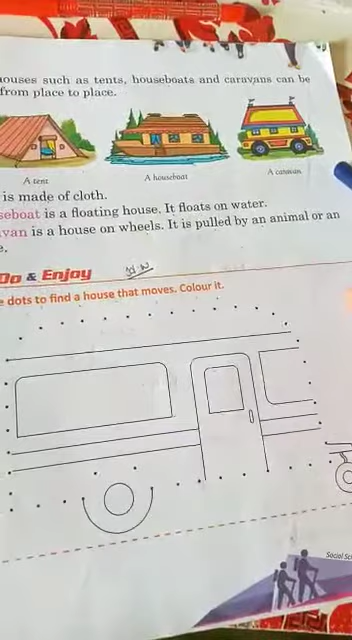 houses such as tents, houseboats and caravans can be
from place to place.
A tent
A houseboat
A caravan
is made of cloth.
seboat is a floating house. It floats on water.
van is a house on wheels. It is pulled by an animal or an
e.
Do & Enjoy
e dots to find a house that moves. Colour it.
Social Sci